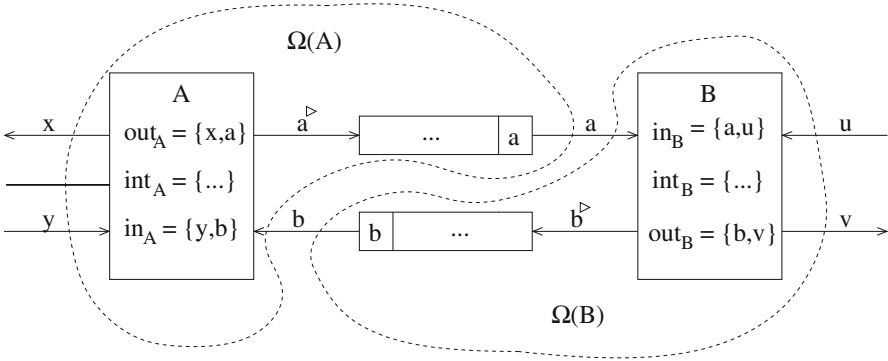 Ω(A)
A
B
x
out_A = {x,a}
a▷
...
a
a
in_B = {a,u}
u
int_A = {...}
int_B = {...}
y
in_A = {y,b}
b
b
...
b▷
out_B = {b,v}
v
Ω(B)